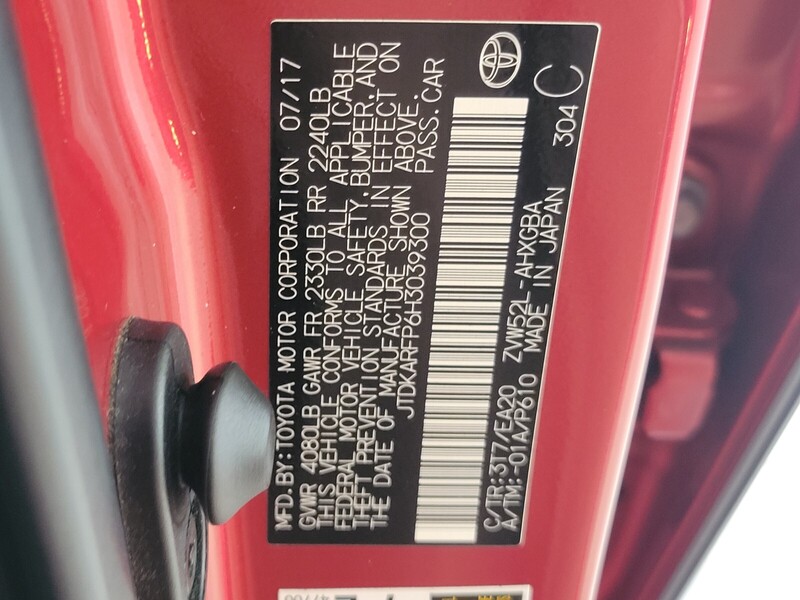 MFD.BY:TOYOTA MOTOR CORPORATION 07/17
GVWR 4080LB GAWR FR 2330LB RR 2240LB
THIS VEHICLE CONFORMS TO ALL APPLICABLE
FEDERAL MOTOR VEHICLE SAFETY,BUMPER,AND
THEFT PREVENTION STANDARDS IN EFFECT ON
THE DATE OF MANUFACTURE SHOWN ABOVE.
JTDKARFP6H3039300 PASS.CAR
C/TR:3T7/EA20 ZVW52L-AHXGBA
A/TM:-01A/P610 MADE IN JAPAN 304 C